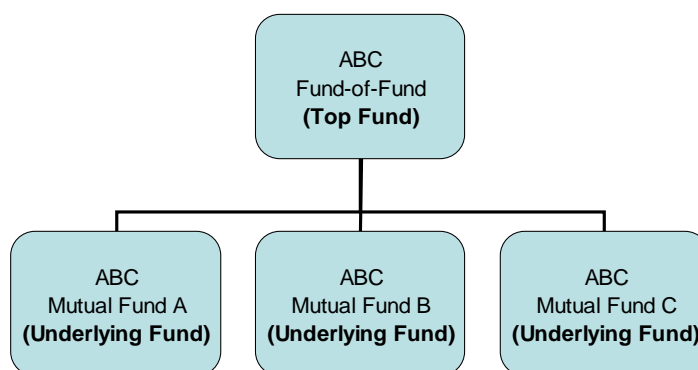 ABC
Fund-of-Fund
(Top Fund)
ABC
Mutual Fund A
(Underlying Fund)
ABC
Mutual Fund B
(Underlying Fund)
ABC
Mutual Fund C
(Underlying Fund)